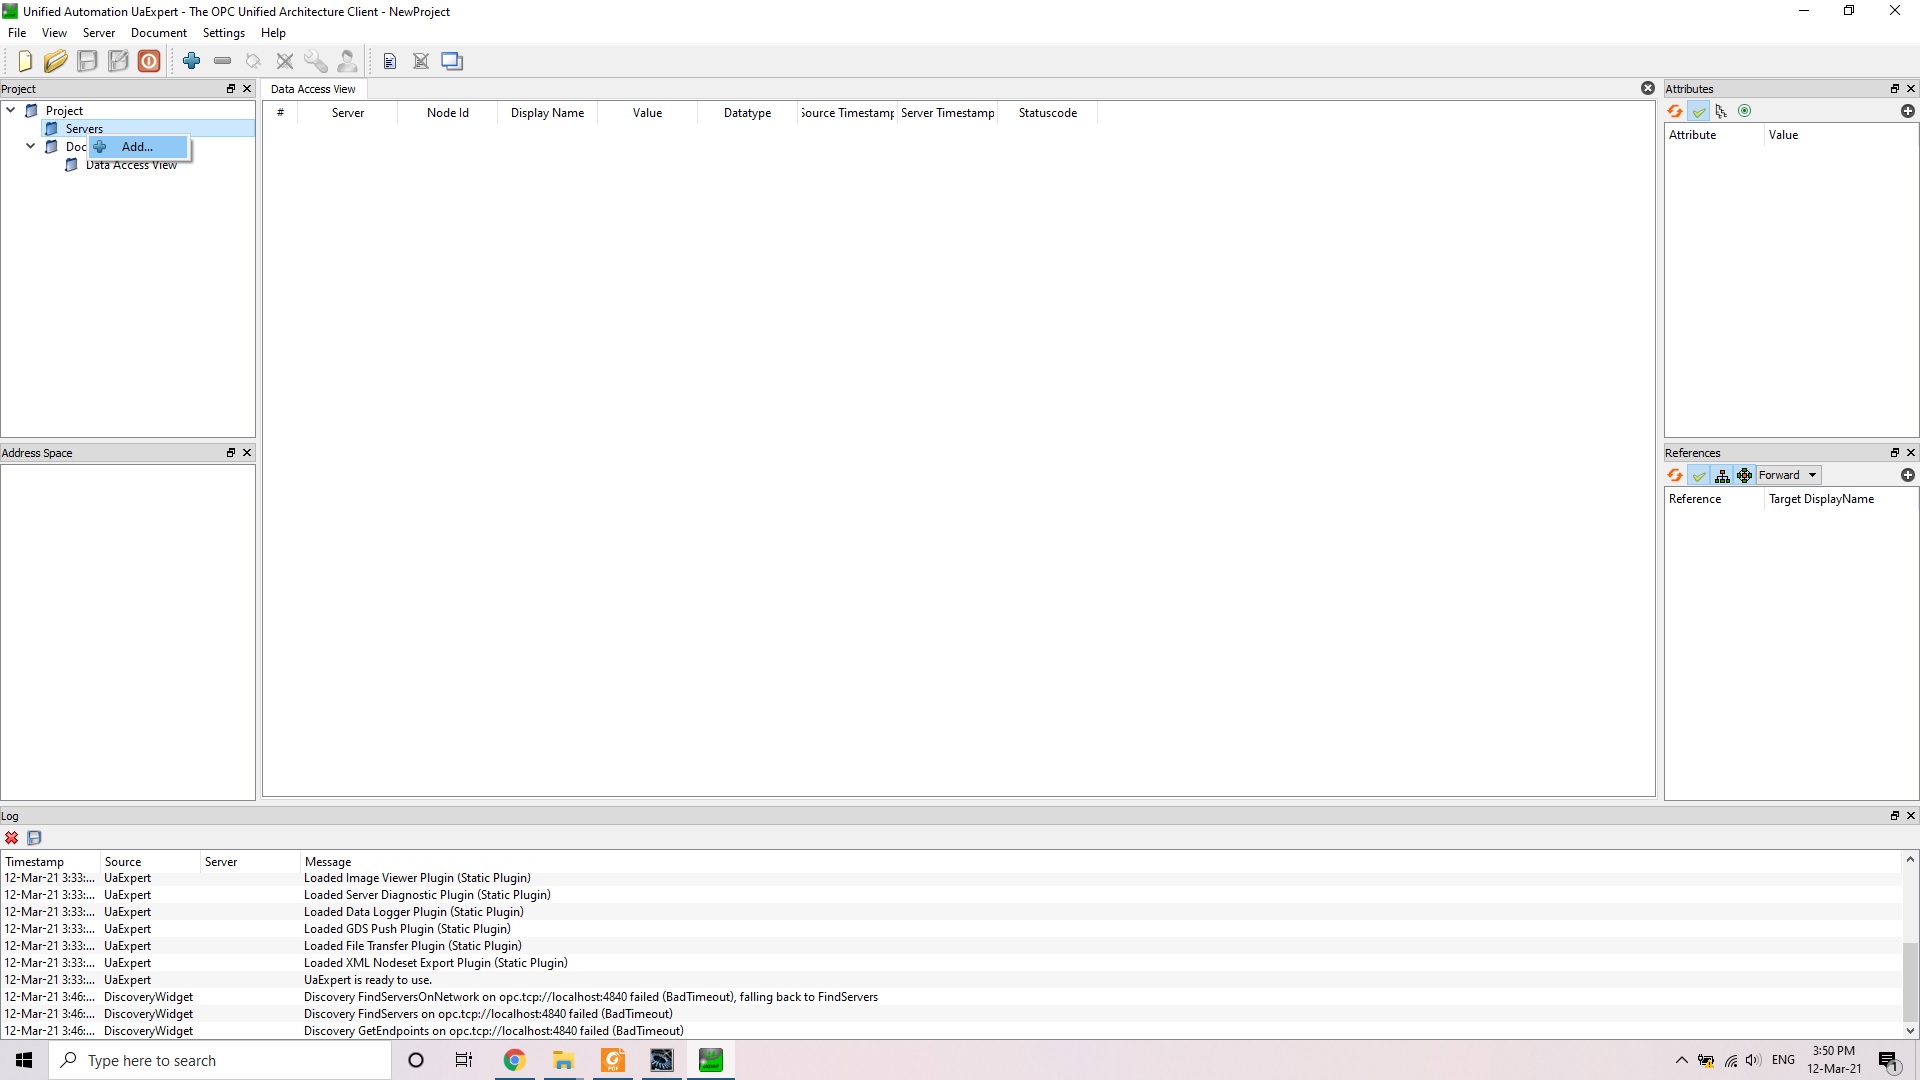 Unified Automation UaExpert - The OPC Unified Architecture Client - NewProject
File View Server Document Settings Help
Project
Project
Servers
Add...
Data Access View
Address Space
Data Access View
# Server Node Id Display Name Value Datatype Source Timestamp Server Timestamp Statuscode
Attributes
Attribute Value
References
Forward
Reference Target DisplayName
Log
Timestamp Source Server Message
12-Mar-21 3:33:... UaExpert Loaded Image Viewer Plugin (Static Plugin)
12-Mar-21 3:33:... UaExpert Loaded Server Diagnostic Plugin (Static Plugin)
12-Mar-21 3:33:... UaExpert Loaded Data Logger Plugin (Static Plugin)
12-Mar-21 3:33:... UaExpert Loaded GDS Push Plugin (Static Plugin)
12-Mar-21 3:33:... UaExpert Loaded File Transfer Plugin (Static Plugin)
12-Mar-21 3:33:... UaExpert Loaded XML Nodeset Export Plugin (Static Plugin)
12-Mar-21 3:33:... UaExpert UaExpert is ready to use.
12-Mar-21 3:46:... DiscoveryWidget Discovery FindServersOnNetwork on opc.tcp://localhost:4840 failed (BadTimeout), falling back to FindServers
12-Mar-21 3:46:... DiscoveryWidget Discovery FindServers on opc.tcp://localhost:4840 failed (BadTimeout)
12-Mar-21 3:46:... DiscoveryWidget Discovery GetEndpoints on opc.tcp://localhost:4840 failed (BadTimeout)
Type here to search
ENG
3:50 PM
12-Mar-21
1